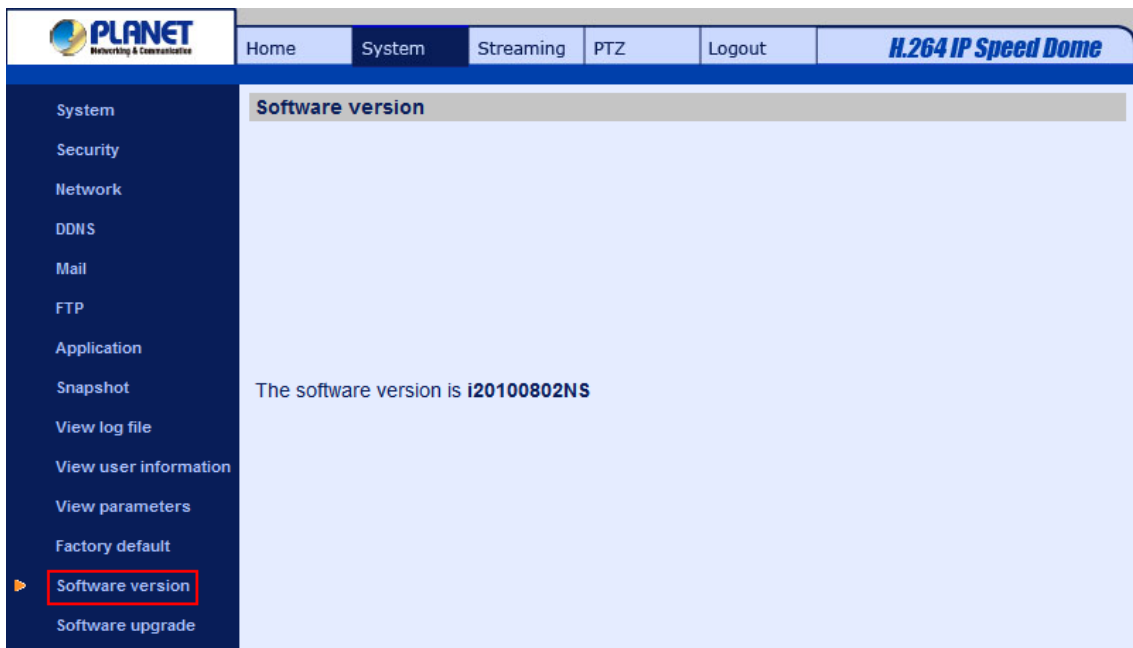 PLANET
Networking & Communication
Home System Streaming PTZ Logout H.264 IP Speed Dome
System
Security
Network
DDNS
Mail
FTP
Application
Snapshot
View log file
View user information
View parameters
Factory default
Software version
Software upgrade
Software version
The software version is i20100802NS